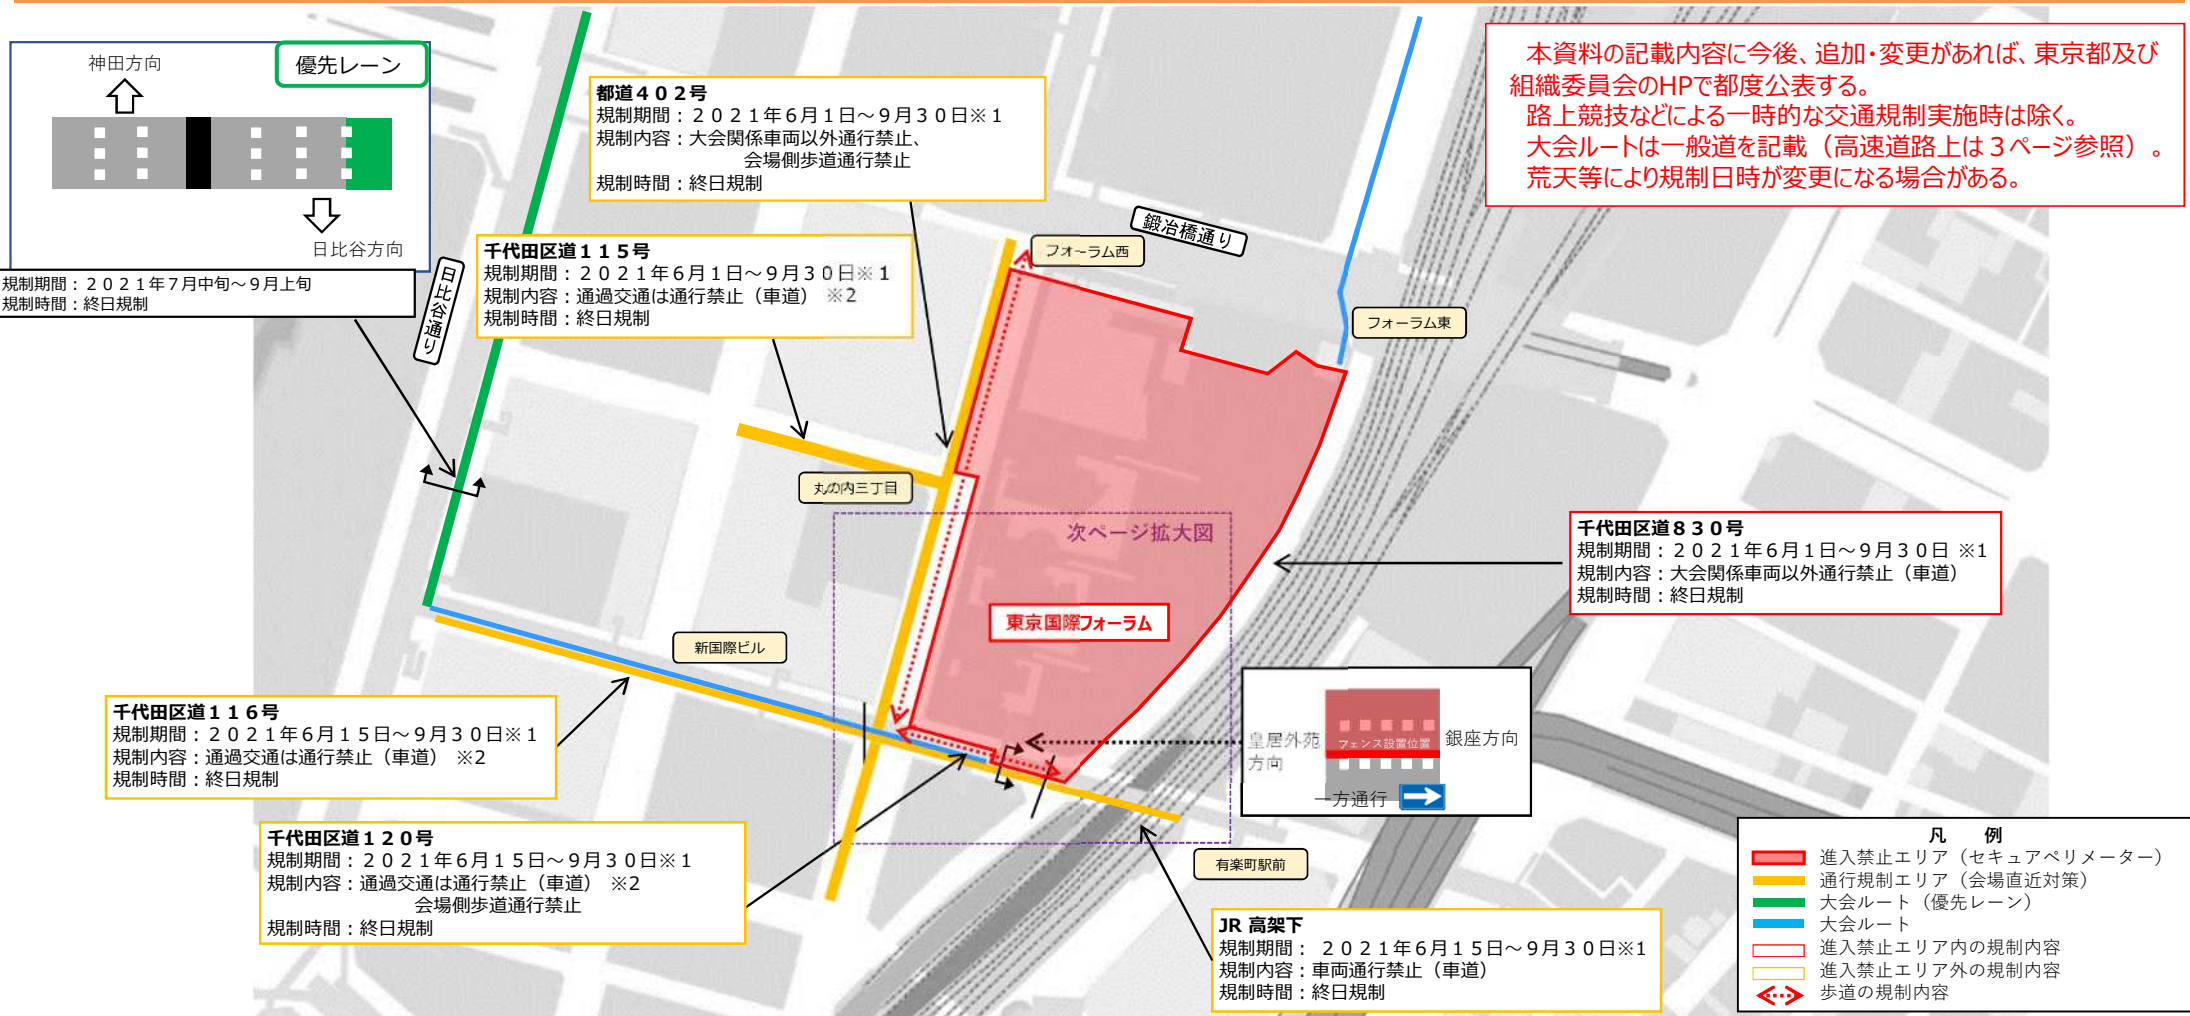 本資料の記載内容に今後、追加・変更があれば、東京都及び
組織委員会のHPで都度公表する。
路上競技などによる一時的な交通規制実施時は除く。
大会ルートは一般道を記載（高速道路上は３ページ参照）。
荒天等により規制日時が変更になる場合がある。
神田方向
優先レーン
日比谷方向
規制期間：２０２１年７月中旬～９月上旬
規制時間：終日規制
日比谷通り
都道４０２号
規制期間：２０２１年６月１日～９月３０日※１
規制内容：大会関係車両以外通行禁止、
会場側歩道通行禁止
規制時間：終日規制
千代田区道１１５号
規制期間：２０２１年６月１日～９月３０日※１
規制内容：通過交通は通行禁止（車道） ※2
規制時間：終日規制
鍛冶橋通り
フォーラム西
フォーラム東
丸の内三丁目
次ページ拡大図
東京国際フォーラム
新国際ビル
千代田区道８３０号
規制期間：２０２１年６月１日～９月３０日 ※1
規制内容：大会関係車両以外通行禁止（車道）
規制時間：終日規制
千代田区道１１６号
規制期間：２０２１年６月１５日～９月３０日※１
規制内容：通過交通は通行禁止（車道） ※2
規制時間：終日規制
皇居外苑
方向
フェンス設置位置
銀座方向
一方通行
千代田区道１２０号
規制期間：２０２１年６月１５日～９月３０日※１
規制内容：通過交通は通行禁止（車道） ※2
会場側歩道通行禁止
規制時間：終日規制
有楽町駅前
JR 高架下
規制期間： ２０２１年６月１５日～９月３０日※1
規制内容：車両通行禁止（車道）
規制時間：終日規制
凡 例
進入禁止エリア（セキュアペリメーター）
通行規制エリア（会場直近対策）
大会ルート（優先レーン）
大会ルート
進入禁止エリア内の規制内容
進入禁止エリア外の規制内容
歩道の規制内容